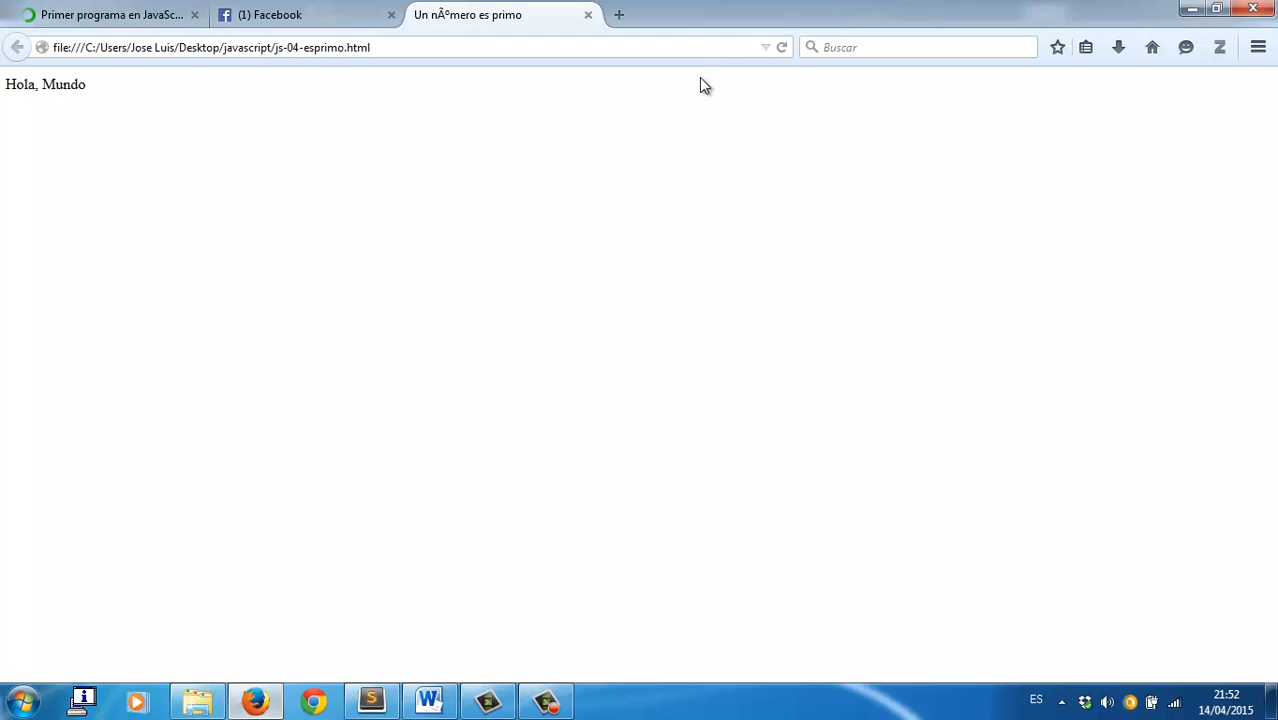 Primer programa en JavaSc...
(1) Facebook
Un nÃºmero es primo
file:///C:/Users/Jose Luis/Desktop/javascript/js-04-esprimo.html
Buscar
Hola, Mundo
ES
21:52
14/04/2015